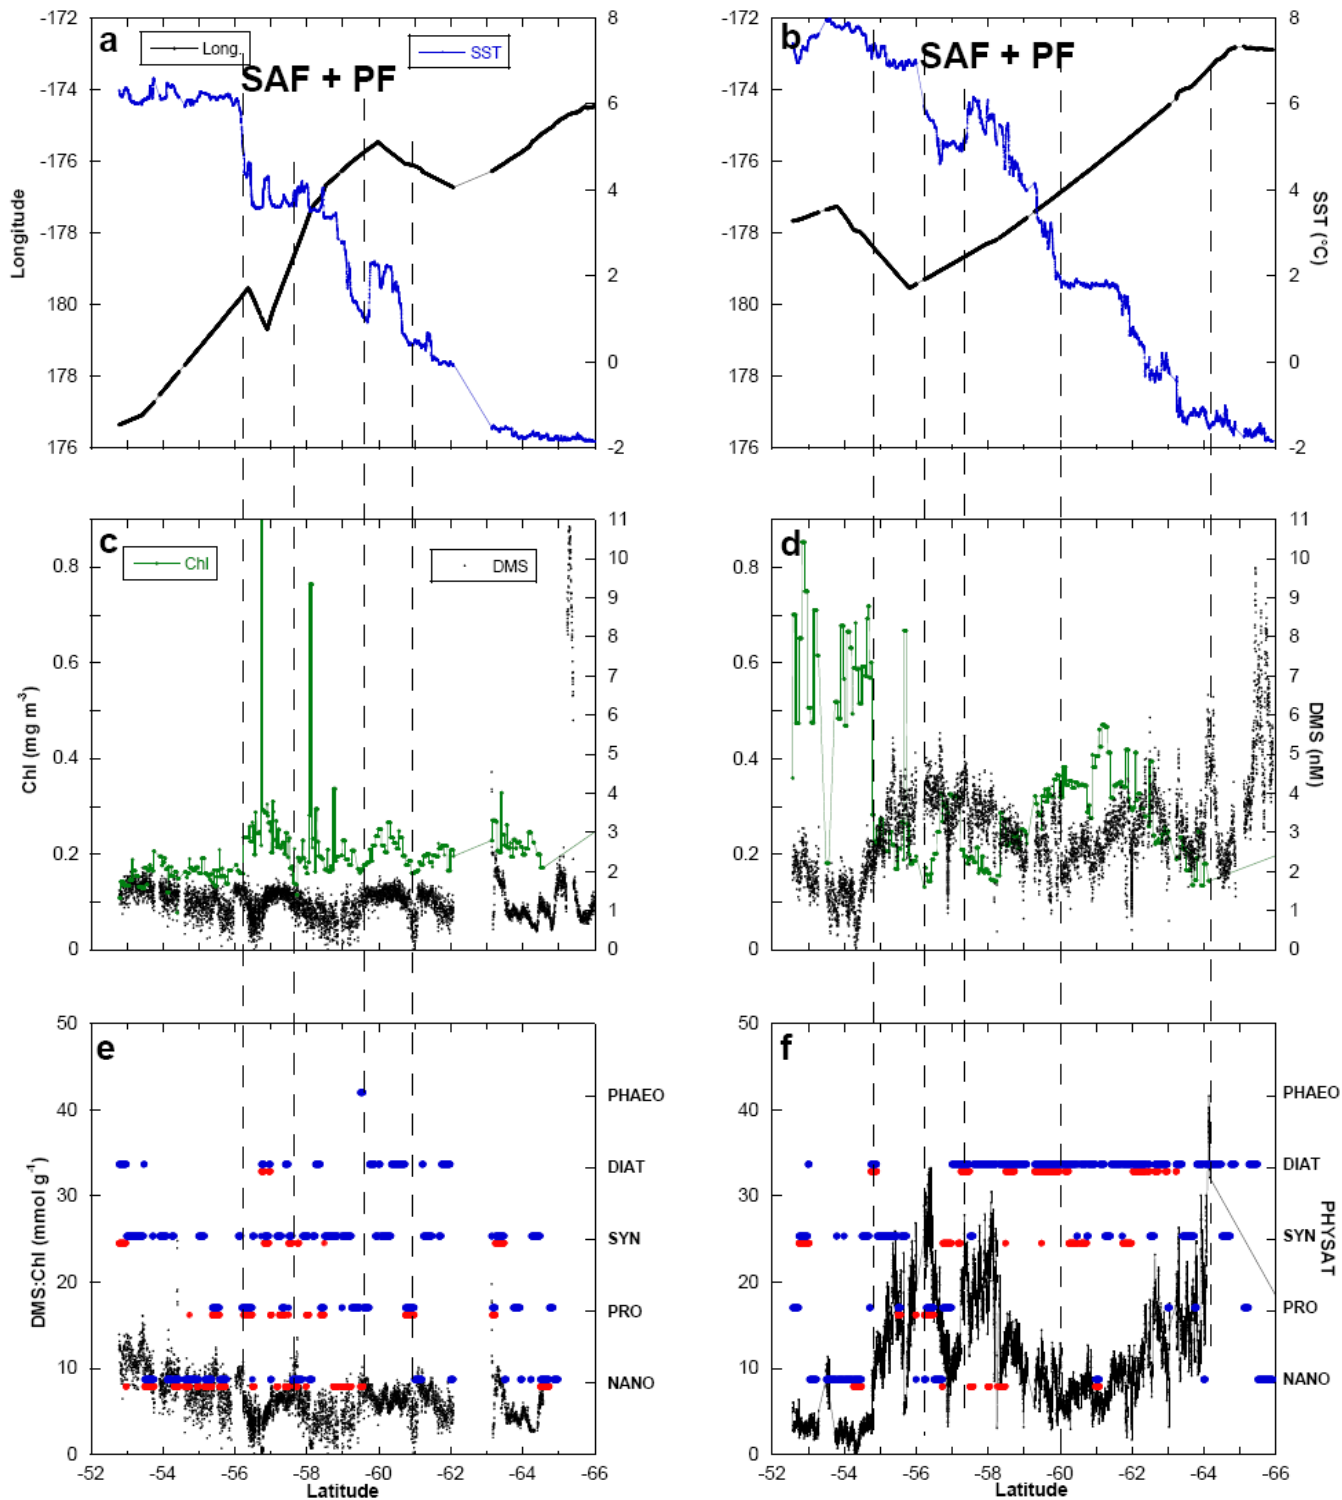 a
Long.
SST
SAF + PF
Longitude
-172
-174
-176
-178
180
178
176
8
6
4
2
0
-2
b
SAF + PF
-172
-174
-176
-178
180
178
176
8
6
4
2
0
-2
SST (°C)
c
Chl
DMS
Chl (mg m-3)
0.8
0.6
0.4
0.2
0
11
10
9
8
7
6
5
4
3
2
1
0
d
0.8
0.6
0.4
0.2
0
11
10
9
8
7
6
5
4
3
2
1
0
DMS (nM)
e
DMS:Chl (mmol g-1)
50
40
30
20
10
0
PHAEO
DIAT
SYN
PRO
NANO
-52 -54 -56 -58 -60 -62 -64 -66
Latitude
f
50
40
30
20
10
0
PHAEO
DIAT
SYN
PRO
NANO
PHYSAT
-52 -54 -56 -58 -60 -62 -64 -66
Latitude